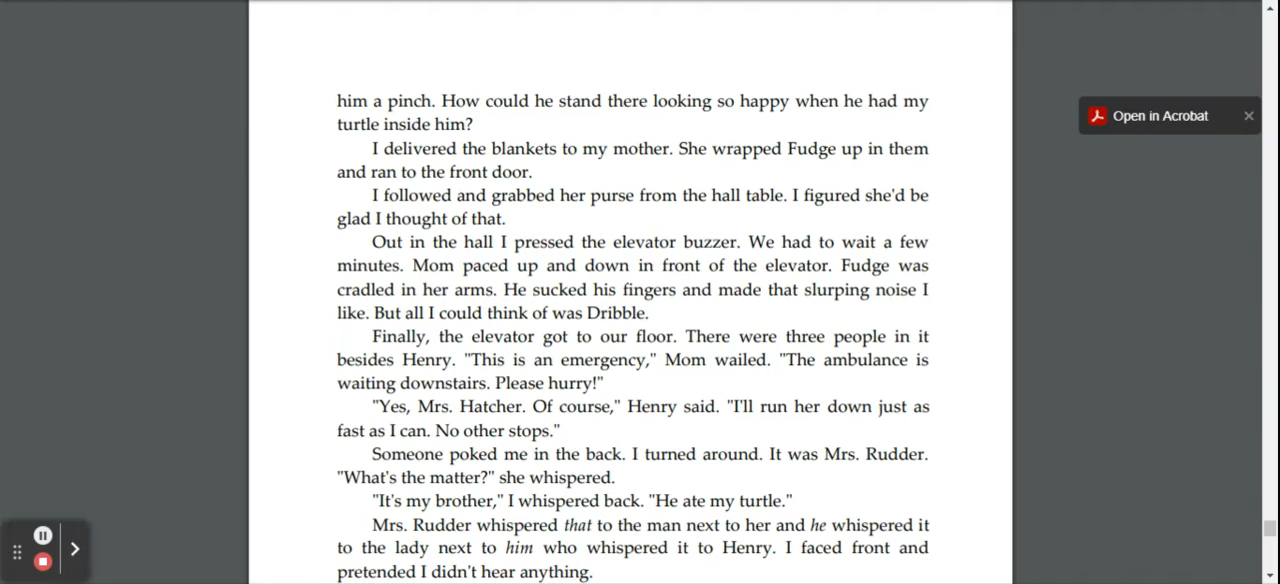 him a pinch. How could he stand there looking so happy when he had my
turtle inside him?
I delivered the blankets to my mother. She wrapped Fudge up in them
and ran to the front door.
I followed and grabbed her purse from the hall table. I figured she'd be
glad I thought of that.
Out in the hall I pressed the elevator buzzer. We had to wait a few
minutes. Mom paced up and down in front of the elevator. Fudge was
cradled in her arms. He sucked his fingers and made that slurping noise I
like. But all I could think of was Dribble.
Finally, the elevator got to our floor. There were three people in it
besides Henry. "This is an emergency," Mom wailed. "The ambulance is
waiting downstairs. Please hurry!"
"Yes, Mrs. Hatcher. Of course," Henry said. "I'll run her down just as
fast as I can. No other stops."
Someone poked me in the back. I turned around. It was Mrs. Rudder.
"What's the matter?" she whispered.
"It's my brother," I whispered back. "He ate my turtle."
Mrs. Rudder whispered that to the man next to her and he whispered it
to the lady next to him who whispered it to Henry. I faced front and
pretended I didn't hear anything.
Open in Acrobat